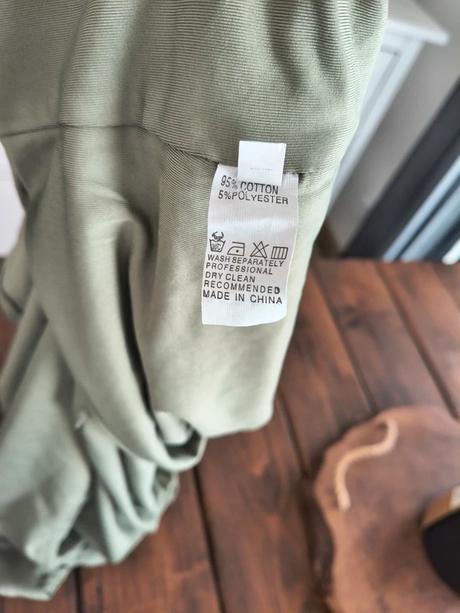 95% COTTON
5%POLYESTER
WASH SEPARATELY
PROFESSIONAL
DRY CLEAN
RECOMMENDED
MADE IN CHINA